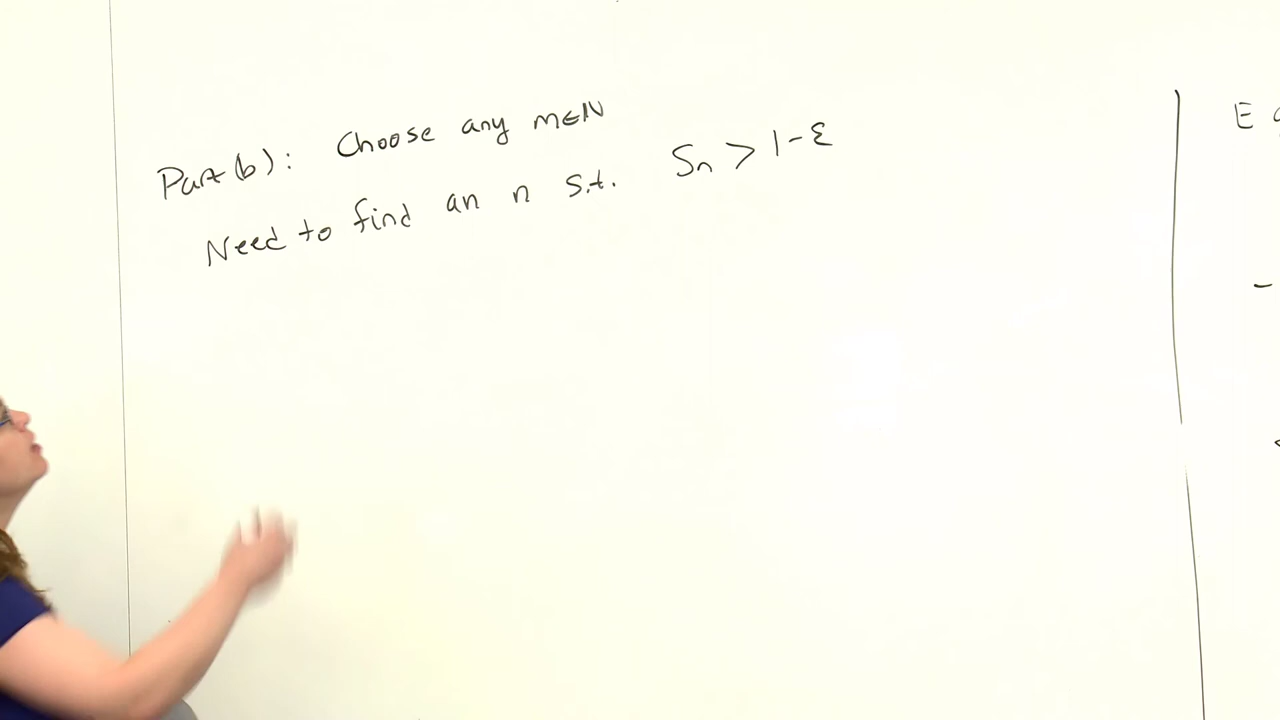 Part(b): Choose any m∈N
Need to find an n s.t. Sn > 1-ε
E